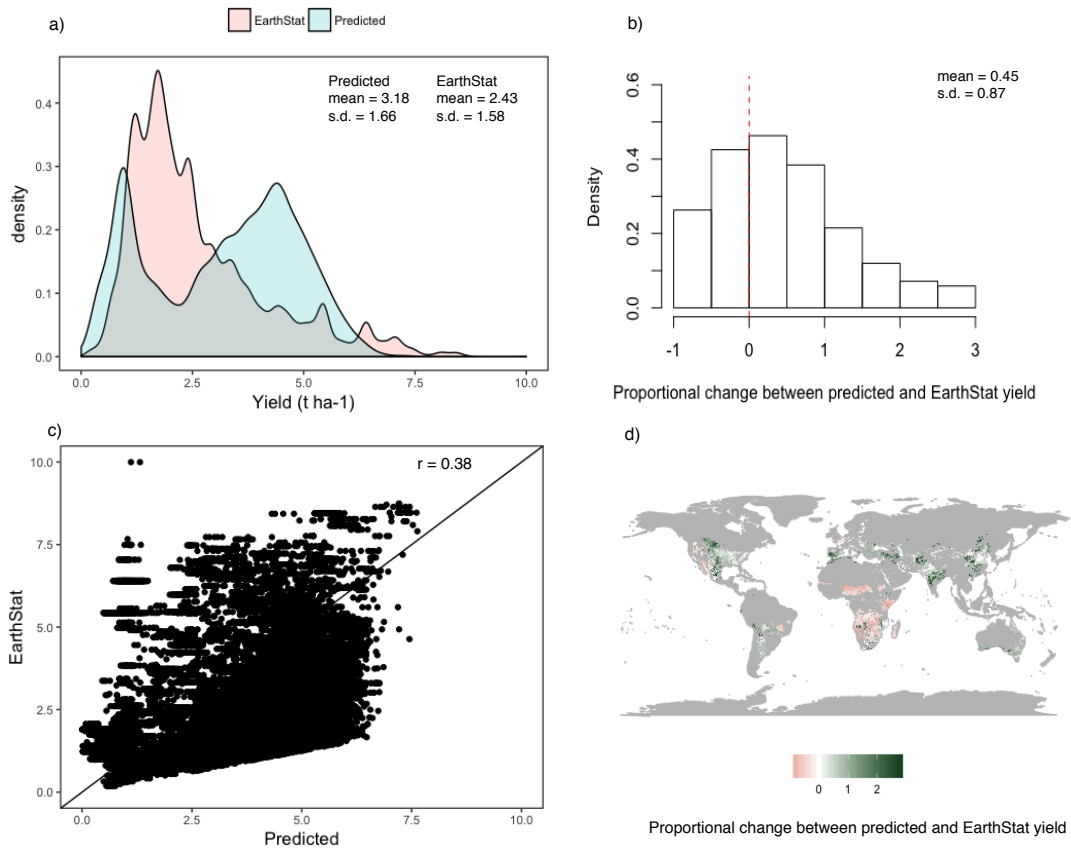 a)
EarthStat Predicted
Predicted EarthStat
mean = 3.18 mean = 2.43
s.d. = 1.66 s.d. = 1.58
density
0.4
0.3
0.2
0.1
0.0
0.0 2.5 5.0 7.5 10.0
Yield (t ha-1)
b)
mean = 0.45
s.d. = 0.87
Density
0.6
0.4
0.2
0.0
-1 0 1 2 3
Proportional change between predicted and EarthStat yield
c)
r = 0.38
EarthStat
10.0
7.5
5.0
2.5
0.0
0.0 2.5 5.0 7.5 10.0
Predicted
d)
0 1 2
Proportional change between predicted and EarthStat yield